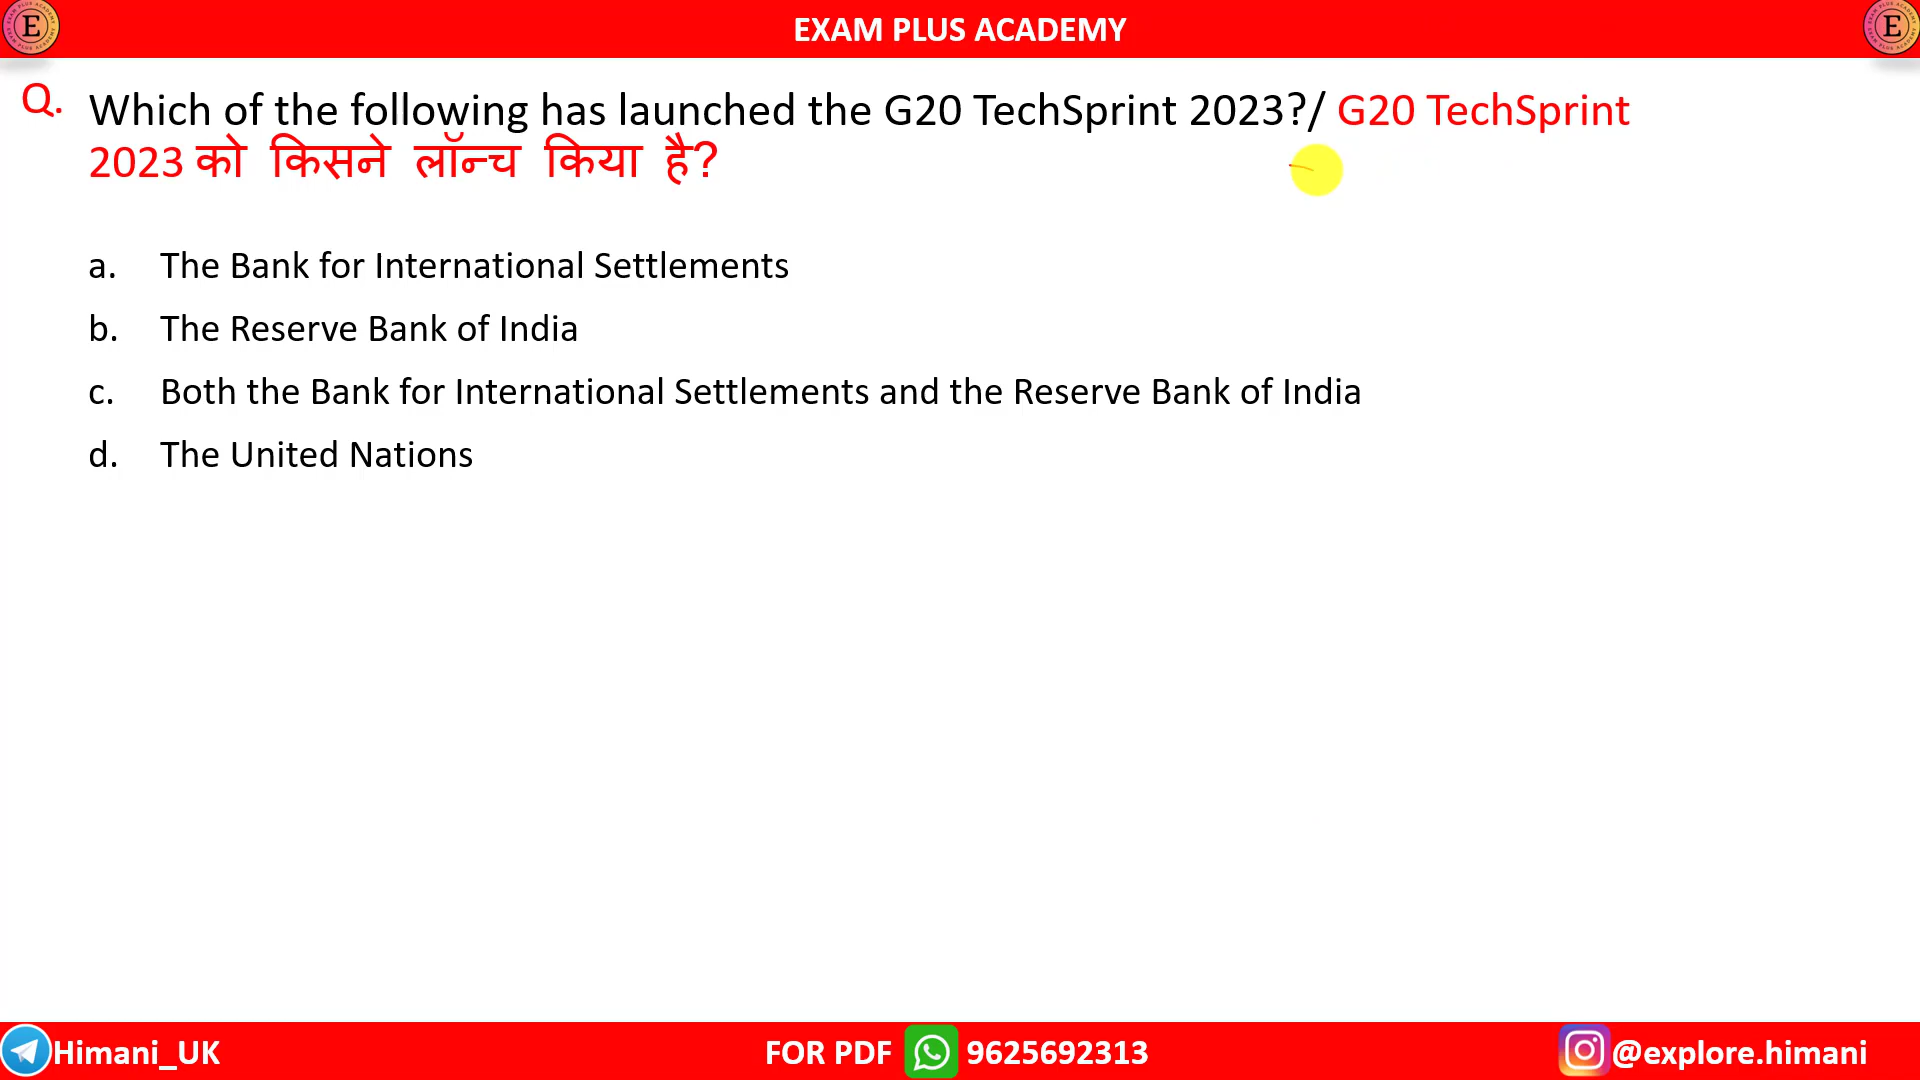 EXAM PLUS ACADEMY
E
E
Q. Which of the following has launched the G20 TechSprint 2023?/ G20 TechSprint
2023 को किसने लॉन्च किया है?
a. The Bank for International Settlements
b. The Reserve Bank of India
c. Both the Bank for International Settlements and the Reserve Bank of India
d. The United Nations
Himani_UK
FOR PDF 9625692313
@explore.himani